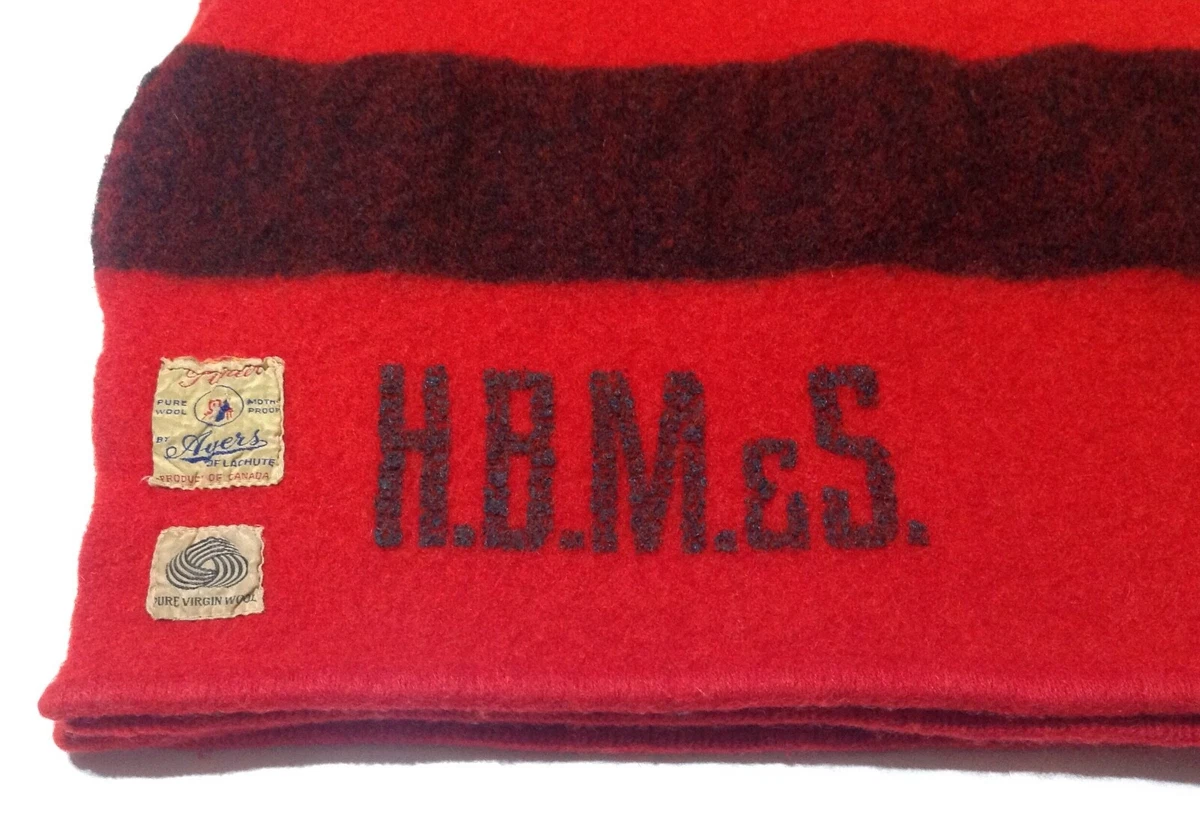 PURE WOOL
MOTH PROOF
BY Ayers
OF LACHUTE
PRODUCT OF CANADA
PURE VIRGIN WOOL
H.B.M.&S.